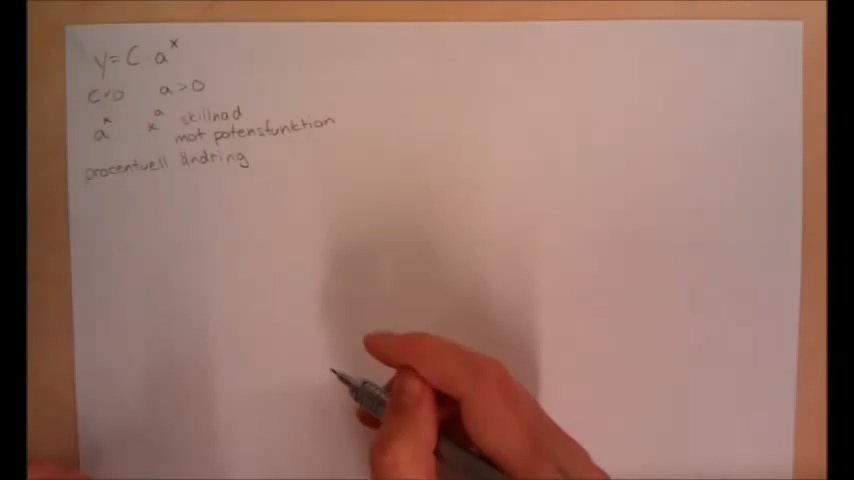 y = C a^x
C>0 a > 0
a^x x^a skillnad
mot potensfunktion
procentuell ändring